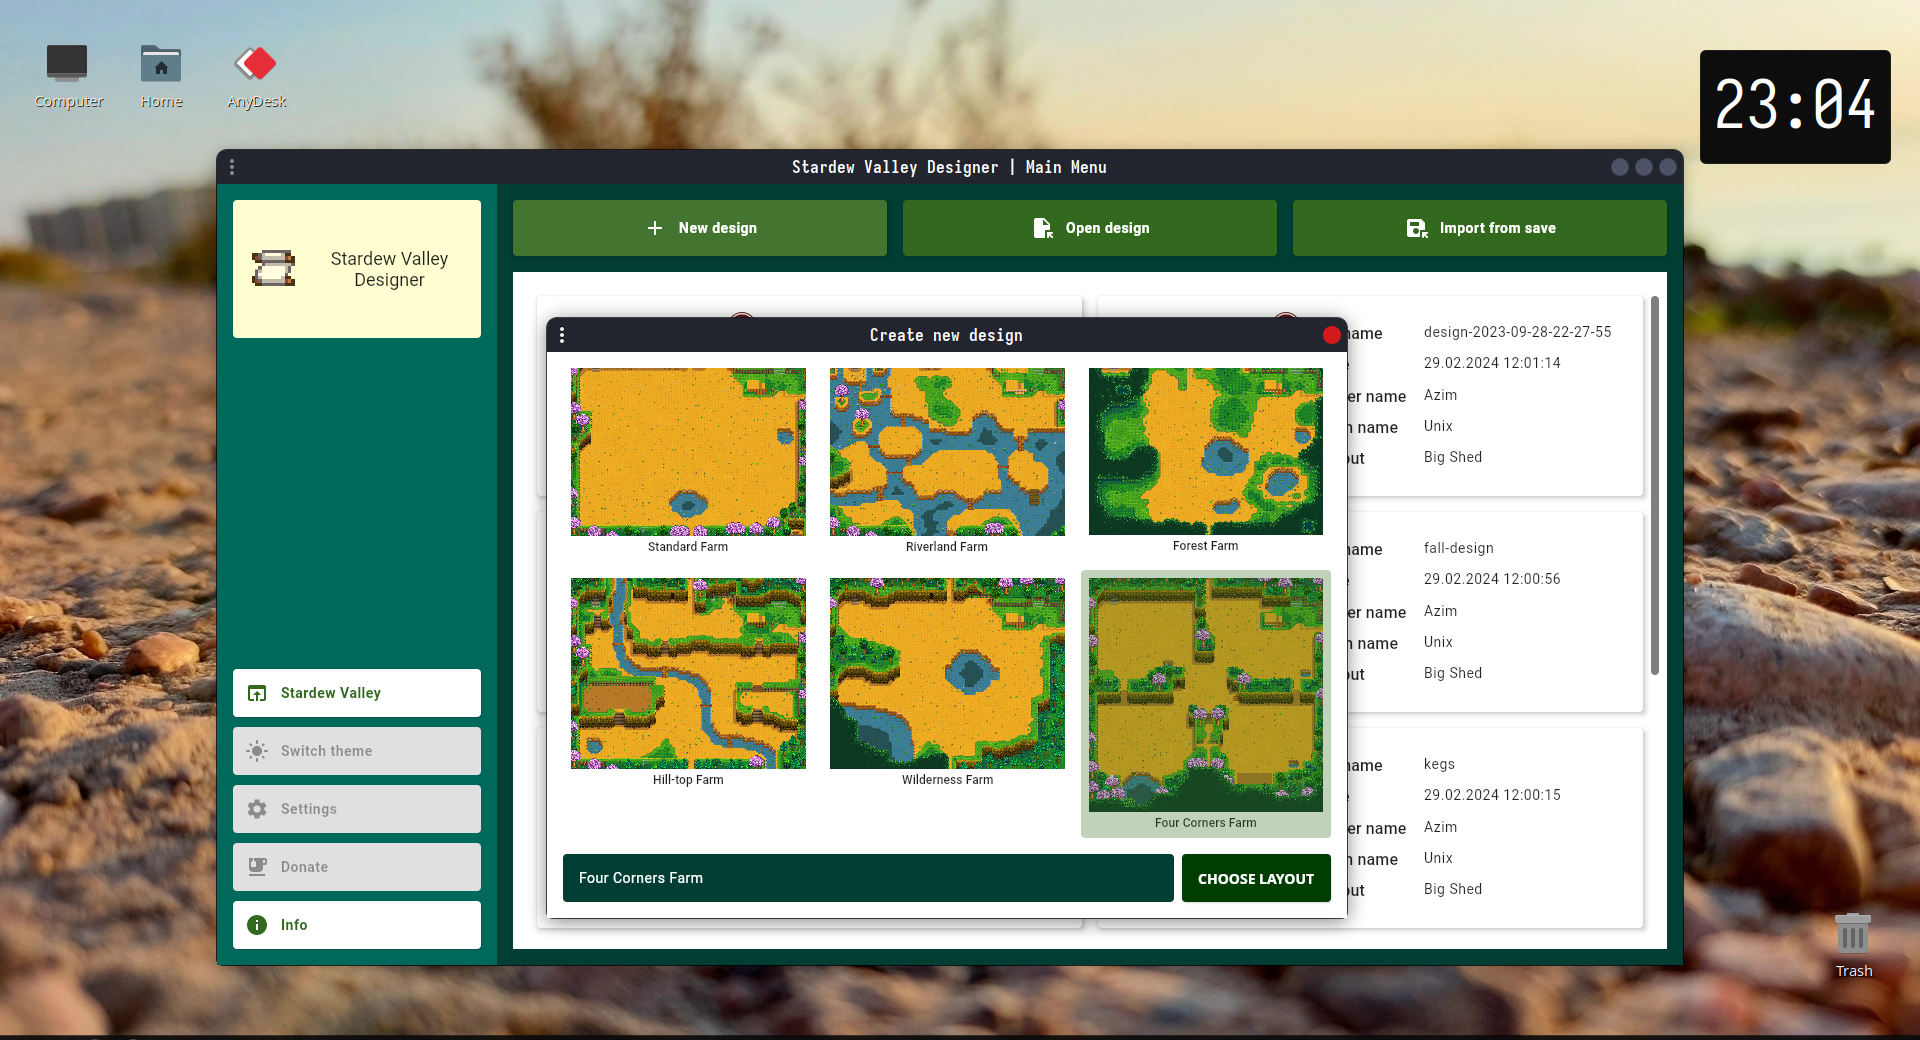 Computer
Home
AnyDesk
23:04
Stardew Valley Designer | Main Menu
Stardew Valley
Designer
New design
Open design
Import from save
Create new design
Standard Farm
Riverland Farm
Forest Farm
Hill-top Farm
Wilderness Farm
Four Corners Farm
Four Corners Farm
CHOOSE LAYOUT
ame
design-2023-09-28-22-27-55
29.02.2024 12:01:14
er name
Azim
name
Unix
out
Big Shed
ame
fall-design
29.02.2024 12:00:56
er name
Azim
name
Unix
out
Big Shed
ame
kegs
29.02.2024 12:00:15
er name
Azim
name
Unix
out
Big Shed
Stardew Valley
Switch theme
Settings
Donate
Info
Trash